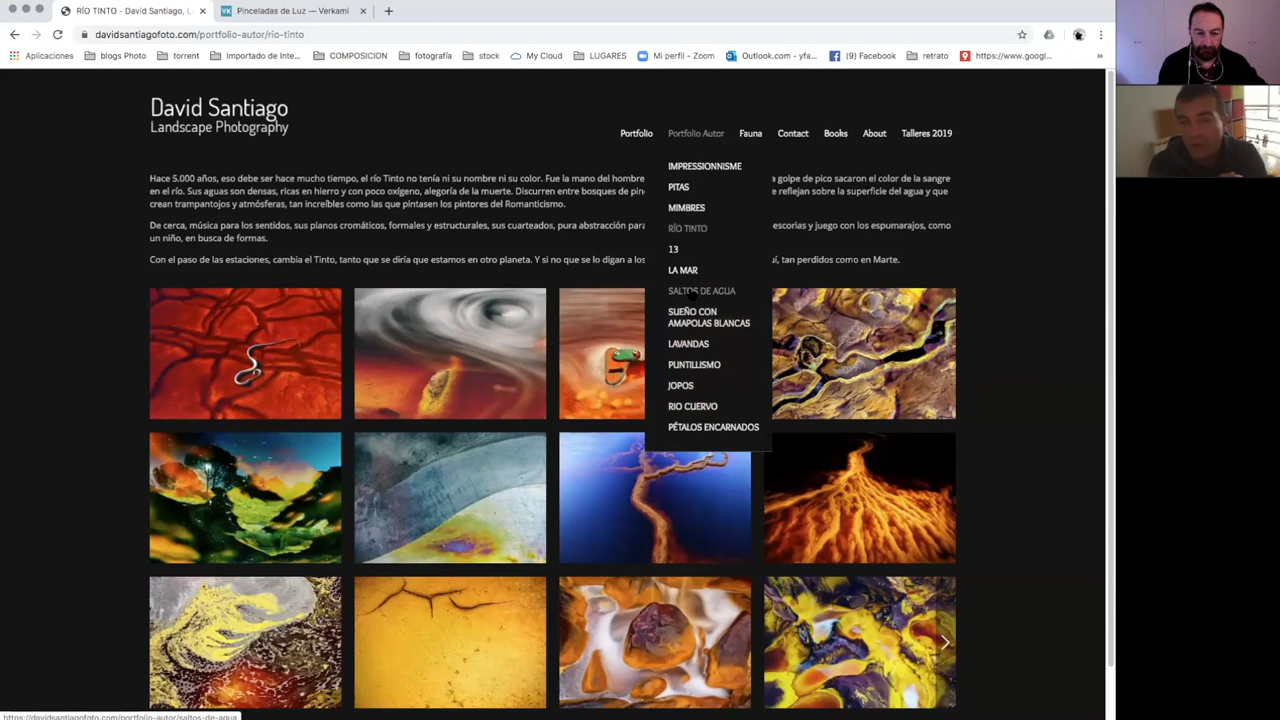 RÍO TINTO - David Santiago, L
Pinceladas de Luz — Verkami
davidsantiagofoto.com/portfolio-autor/rio-tinto
Aplicaciones
blogs Photo
torrent
Importado de Inte...
COMPOSICION
fotografía
stock
My Cloud
LUGARES
Mi perfil - Zoom
Outlook.com - yfa...
(9) Facebook
retrato
https://www.googl...
»
David Santiago
Landscape Photography
Portfolio
Portfolio Autor
Fauna
Contact
Books
About
Talleres 2019
IMPRESSIONNISME
PITAS
MIMBRES
RÍO TINTO
13
LA MAR
SALTOS DE AGUA
SUEÑO CON
AMAPOLAS BLANCAS
LAVANDAS
PUNTILLISMO
JOPOS
RIO CUERVO
PÉTALOS ENCARNADOS
Hace 5.000 años, eso debe ser hace mucho tiempo, el río Tinto no tenía ni su nombre ni su color. Fue la mano del hombre a golpe de pico sacaron el color de la sangre
en el río. Sus aguas son densas, ricas en hierro y con poco oxígeno, alegoría de la muerte. Discurren entre bosques de reflejan sobre la superficie del agua y que
crean trampantojos y atmósferas, tan increíbles como las que pintasen los pintores del Romanticismo.
De cerca, música para los sentidos, sus planos cromáticos, formales y estructurales, sus cuarteados, pura abstracción escorias y juego con los espumarajos, como
un niño, en busca de formas.
Con el paso de las estaciones, cambia el Tinto, tanto que se diría que estamos en otro planeta. Y si no que se lo digan a tan perdidos como en Marte.
https://davidsantiagofoto.com/portfolio-autor/saltos-de-agua